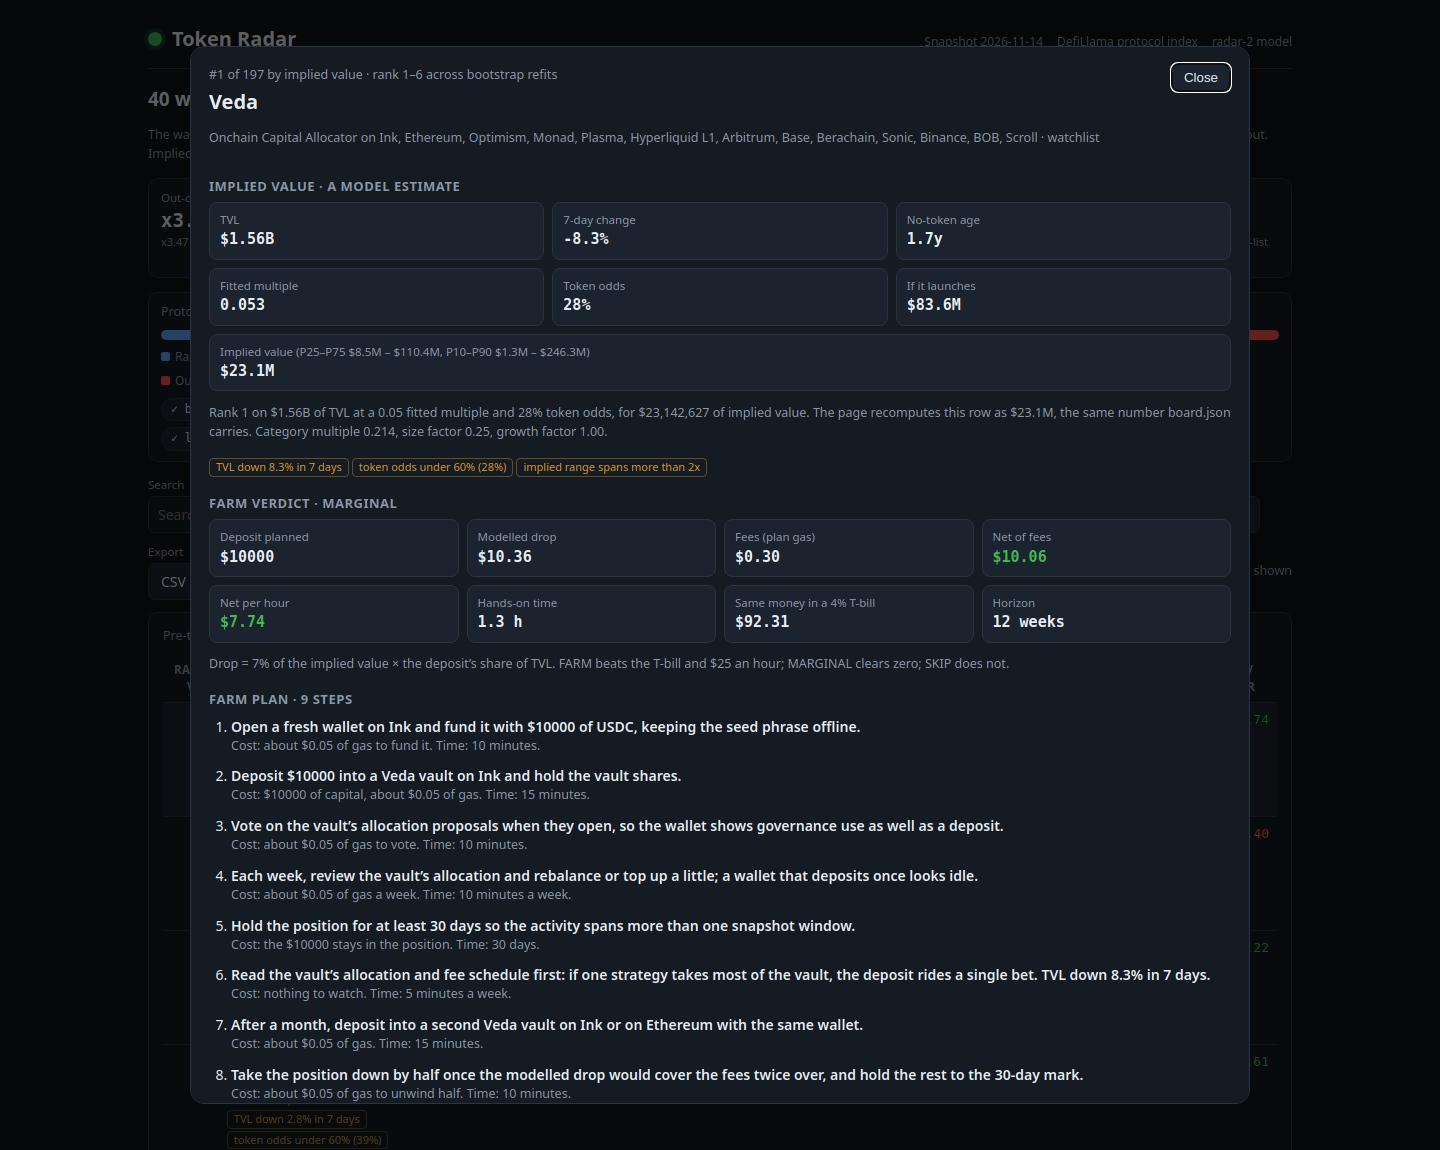 Token Radar
Snapshot 2026-11-14 DefiLlama protocol index radar-2 model
#1 of 197 by implied value · rank 1–6 across bootstrap refits
Close
Veda
40 w
Onchain Capital Allocator on Ink, Ethereum, Optimism, Monad, Plasma, Hyperliquid L1, Arbitrum, Base, Berachain, Sonic, Binance, BOB, Scroll · watchlist
The wa
out.
Implied
IMPLIED VALUE · A MODEL ESTIMATE
Out-o
x3.
x3.47
-list
TVL
$1.56B
7-day change
-8.3%
No-token age
1.7y
Fitted multiple
0.053
Token odds
28%
If it launches
$83.6M
Proto
Ra
Ou
✓ b
✓ l
Implied value (P25–P75 $8.5M – $110.4M, P10–P90 $1.3M – $246.3M)
$23.1M
Rank 1 on $1.56B of TVL at a 0.05 fitted multiple and 28% token odds, for $23,142,627 of implied value. The page recomputes this row as $23.1M, the same number board.json
carries. Category multiple 0.214, size factor 0.25, growth factor 1.00.
TVL down 8.3% in 7 days
token odds under 60% (28%)
implied range spans more than 2x
Search
Sear
FARM VERDICT · MARGINAL
Deposit planned
$10000
Modelled drop
$10.36
Fees (plan gas)
$0.30
Net of fees
$10.06
Export
CSV
shown
Net per hour
$7.74
Hands-on time
1.3 h
Same money in a 4% T-bill
$92.31
Horizon
12 weeks
Pre-t
RA
Drop = 7% of the implied value × the deposit’s share of TVL. FARM beats the T-bill and $25 an hour; MARGINAL clears zero; SKIP does not.
FARM PLAN · 9 STEPS
1. Open a fresh wallet on Ink and fund it with $10000 of USDC, keeping the seed phrase offline.
Cost: about $0.05 of gas to fund it. Time: 10 minutes.
74
2. Deposit $10000 into a Veda vault on Ink and hold the vault shares.
Cost: $10000 of capital, about $0.05 of gas. Time: 15 minutes.
3. Vote on the vault’s allocation proposals when they open, so the wallet shows governance use as well as a deposit.
Cost: about $0.05 of gas to vote. Time: 10 minutes.
40
4. Each week, review the vault’s allocation and rebalance or top up a little; a wallet that deposits once looks idle.
Cost: about $0.05 of gas a week. Time: 10 minutes a week.
5. Hold the position for at least 30 days so the activity spans more than one snapshot window.
Cost: the $10000 stays in the position. Time: 30 days.
22
6. Read the vault’s allocation and fee schedule first: if one strategy takes most of the vault, the deposit rides a single bet. TVL down 8.3% in 7 days.
Cost: nothing to watch. Time: 5 minutes a week.
7. After a month, deposit into a second Veda vault on Ink or on Ethereum with the same wallet.
Cost: about $0.05 of gas. Time: 15 minutes.
61
8. Take the position down by half once the modelled drop would cover the fees twice over, and hold the rest to the 30-day mark.
Cost: about $0.05 of gas to unwind half. Time: 10 minutes.
TVL down 2.8% in 7 days
token odds under 60% (39%)